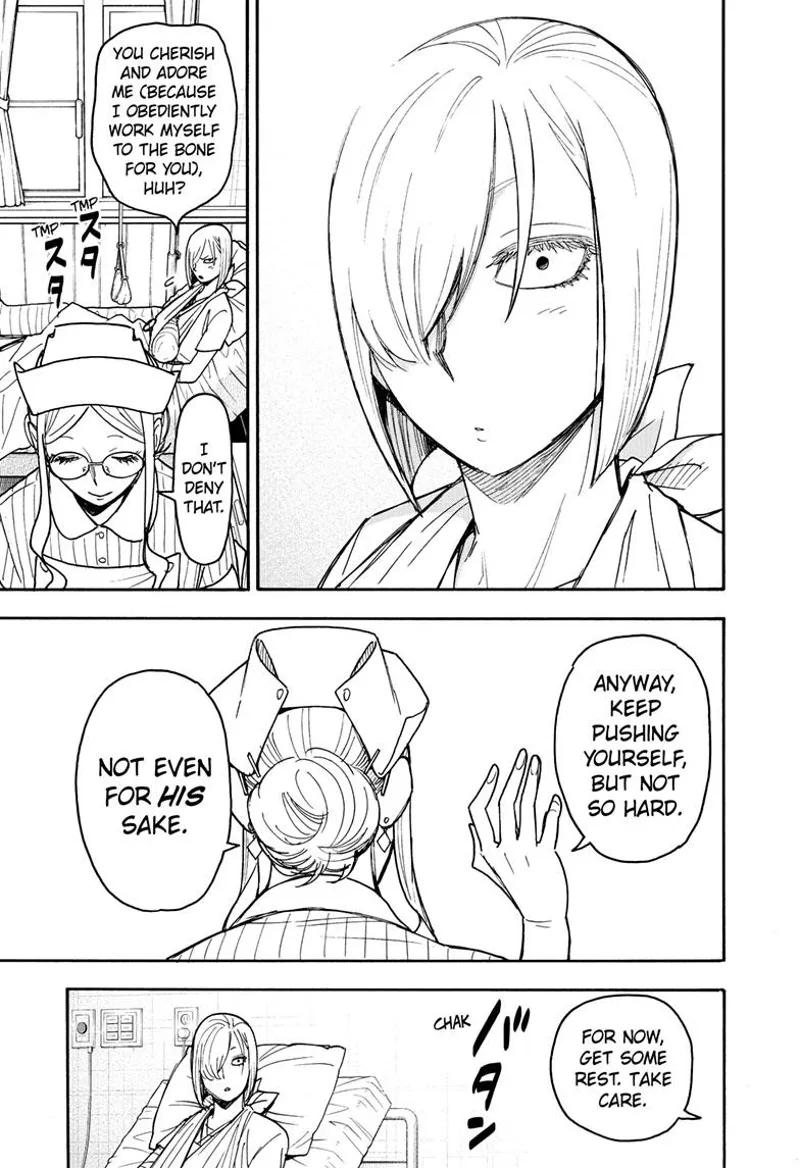 YOU CHERISH
AND ADORE
ME (BECAUSE
I OBEDIENTLY
WORK MYSELF
TO THE BONE
FOR YOU),
HUH?
TMP
スタ
TMP
スタ
I
DON'T
DENY
THAT.
ANYWAY,
KEEP
PUSHING
YOURSELF,
BUT NOT
SO HARD.
NOT EVEN
FOR HIS
SAKE.
FOR NOW,
GET SOME
REST. TAKE
CARE.
CHAK
バタン